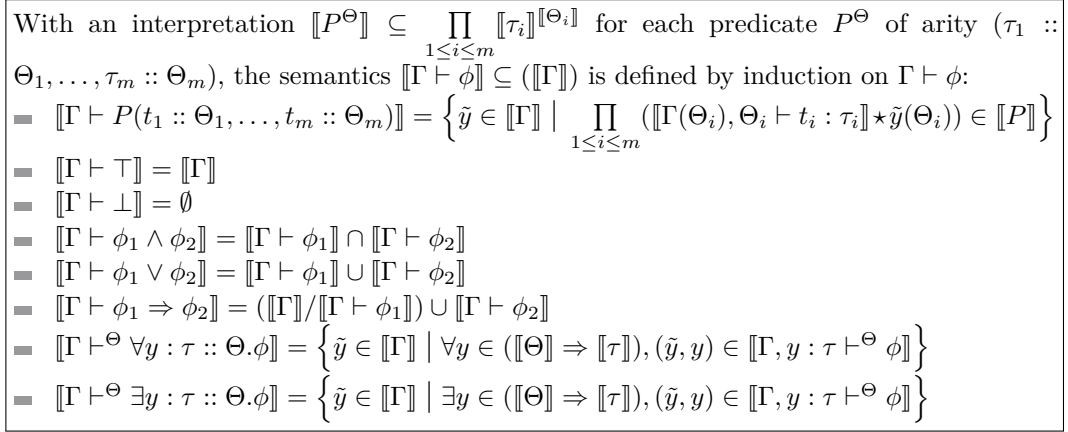 With an interpretation ⟦P^Θ⟧ ⊆ ∏_{1≤i≤m} ⟦τ_i⟧^{⟦Θ_i⟧} for each predicate P^Θ of arity (τ_1 ::
Θ_1, . . . , τ_m :: Θ_m), the semantics ⟦Γ ⊢ ϕ⟧ ⊆ (⟦Γ⟧) is defined by induction on Γ ⊢ ϕ:
⟦Γ ⊢ P(t_1 :: Θ_1, . . . , t_m :: Θ_m)⟧ = {ỹ ∈ ⟦Γ⟧ | ∏_{1≤i≤m} (⟦Γ(Θ_i), Θ_i ⊢ t_i : τ_i⟧⋆ỹ(Θ_i)) ∈ ⟦P⟧}
⟦Γ ⊢ ⊤⟧ = ⟦Γ⟧
⟦Γ ⊢ ⊥⟧ = ∅
⟦Γ ⊢ ϕ_1 ∧ ϕ_2⟧ = ⟦Γ ⊢ ϕ_1⟧ ∩ ⟦Γ ⊢ ϕ_2⟧
⟦Γ ⊢ ϕ_1 ∨ ϕ_2⟧ = ⟦Γ ⊢ ϕ_1⟧ ∪ ⟦Γ ⊢ ϕ_2⟧
⟦Γ ⊢ ϕ_1 ⇒ ϕ_2⟧ = (⟦Γ⟧/⟦Γ ⊢ ϕ_1⟧) ∪ ⟦Γ ⊢ ϕ_2⟧
⟦Γ ⊢^Θ ∀y : τ :: Θ.ϕ⟧ = {ỹ ∈ ⟦Γ⟧ | ∀y ∈ (⟦Θ⟧ ⇒ ⟦τ⟧), (ỹ, y) ∈ ⟦Γ, y : τ ⊢^Θ ϕ⟧}
⟦Γ ⊢^Θ ∃y : τ :: Θ.ϕ⟧ = {ỹ ∈ ⟦Γ⟧ | ∃y ∈ (⟦Θ⟧ ⇒ ⟦τ⟧), (ỹ, y) ∈ ⟦Γ, y : τ ⊢^Θ ϕ⟧}